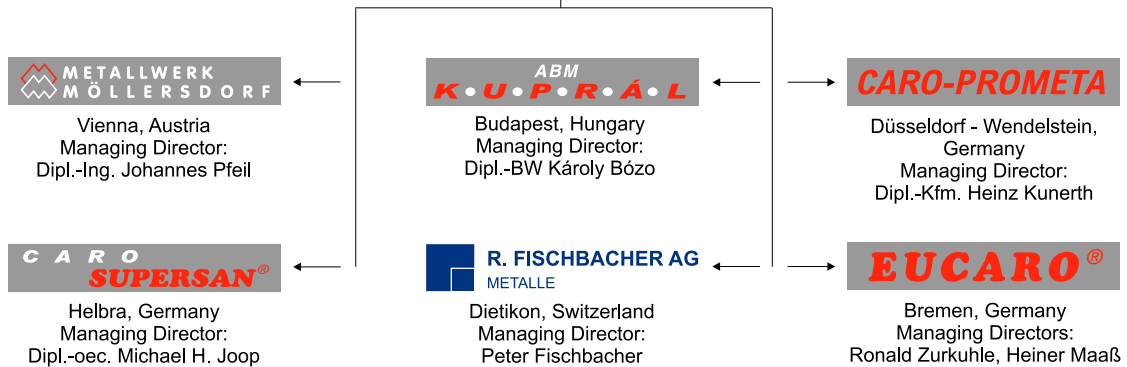 METALLWERK
MÖLLERSDORF
Vienna, Austria
Managing Director:
Dipl.-Ing. Johannes Pfeil
ABM
K•U•P•R•Á•L
Budapest, Hungary
Managing Director:
Dipl.-BW Károly Bózo
CARO-PROMETA
Düsseldorf - Wendelstein,
Germany
Managing Director:
Dipl.-Kfm. Heinz Kunerth
CARO
SUPERSAN®
Helbra, Germany
Managing Director:
Dipl.-oec. Michael H. Joop
R. FISCHBACHER AG
METALLE
Dietikon, Switzerland
Managing Director:
Peter Fischbacher
EUCARO®
Bremen, Germany
Managing Directors:
Ronald Zurkuhle, Heiner Maaß